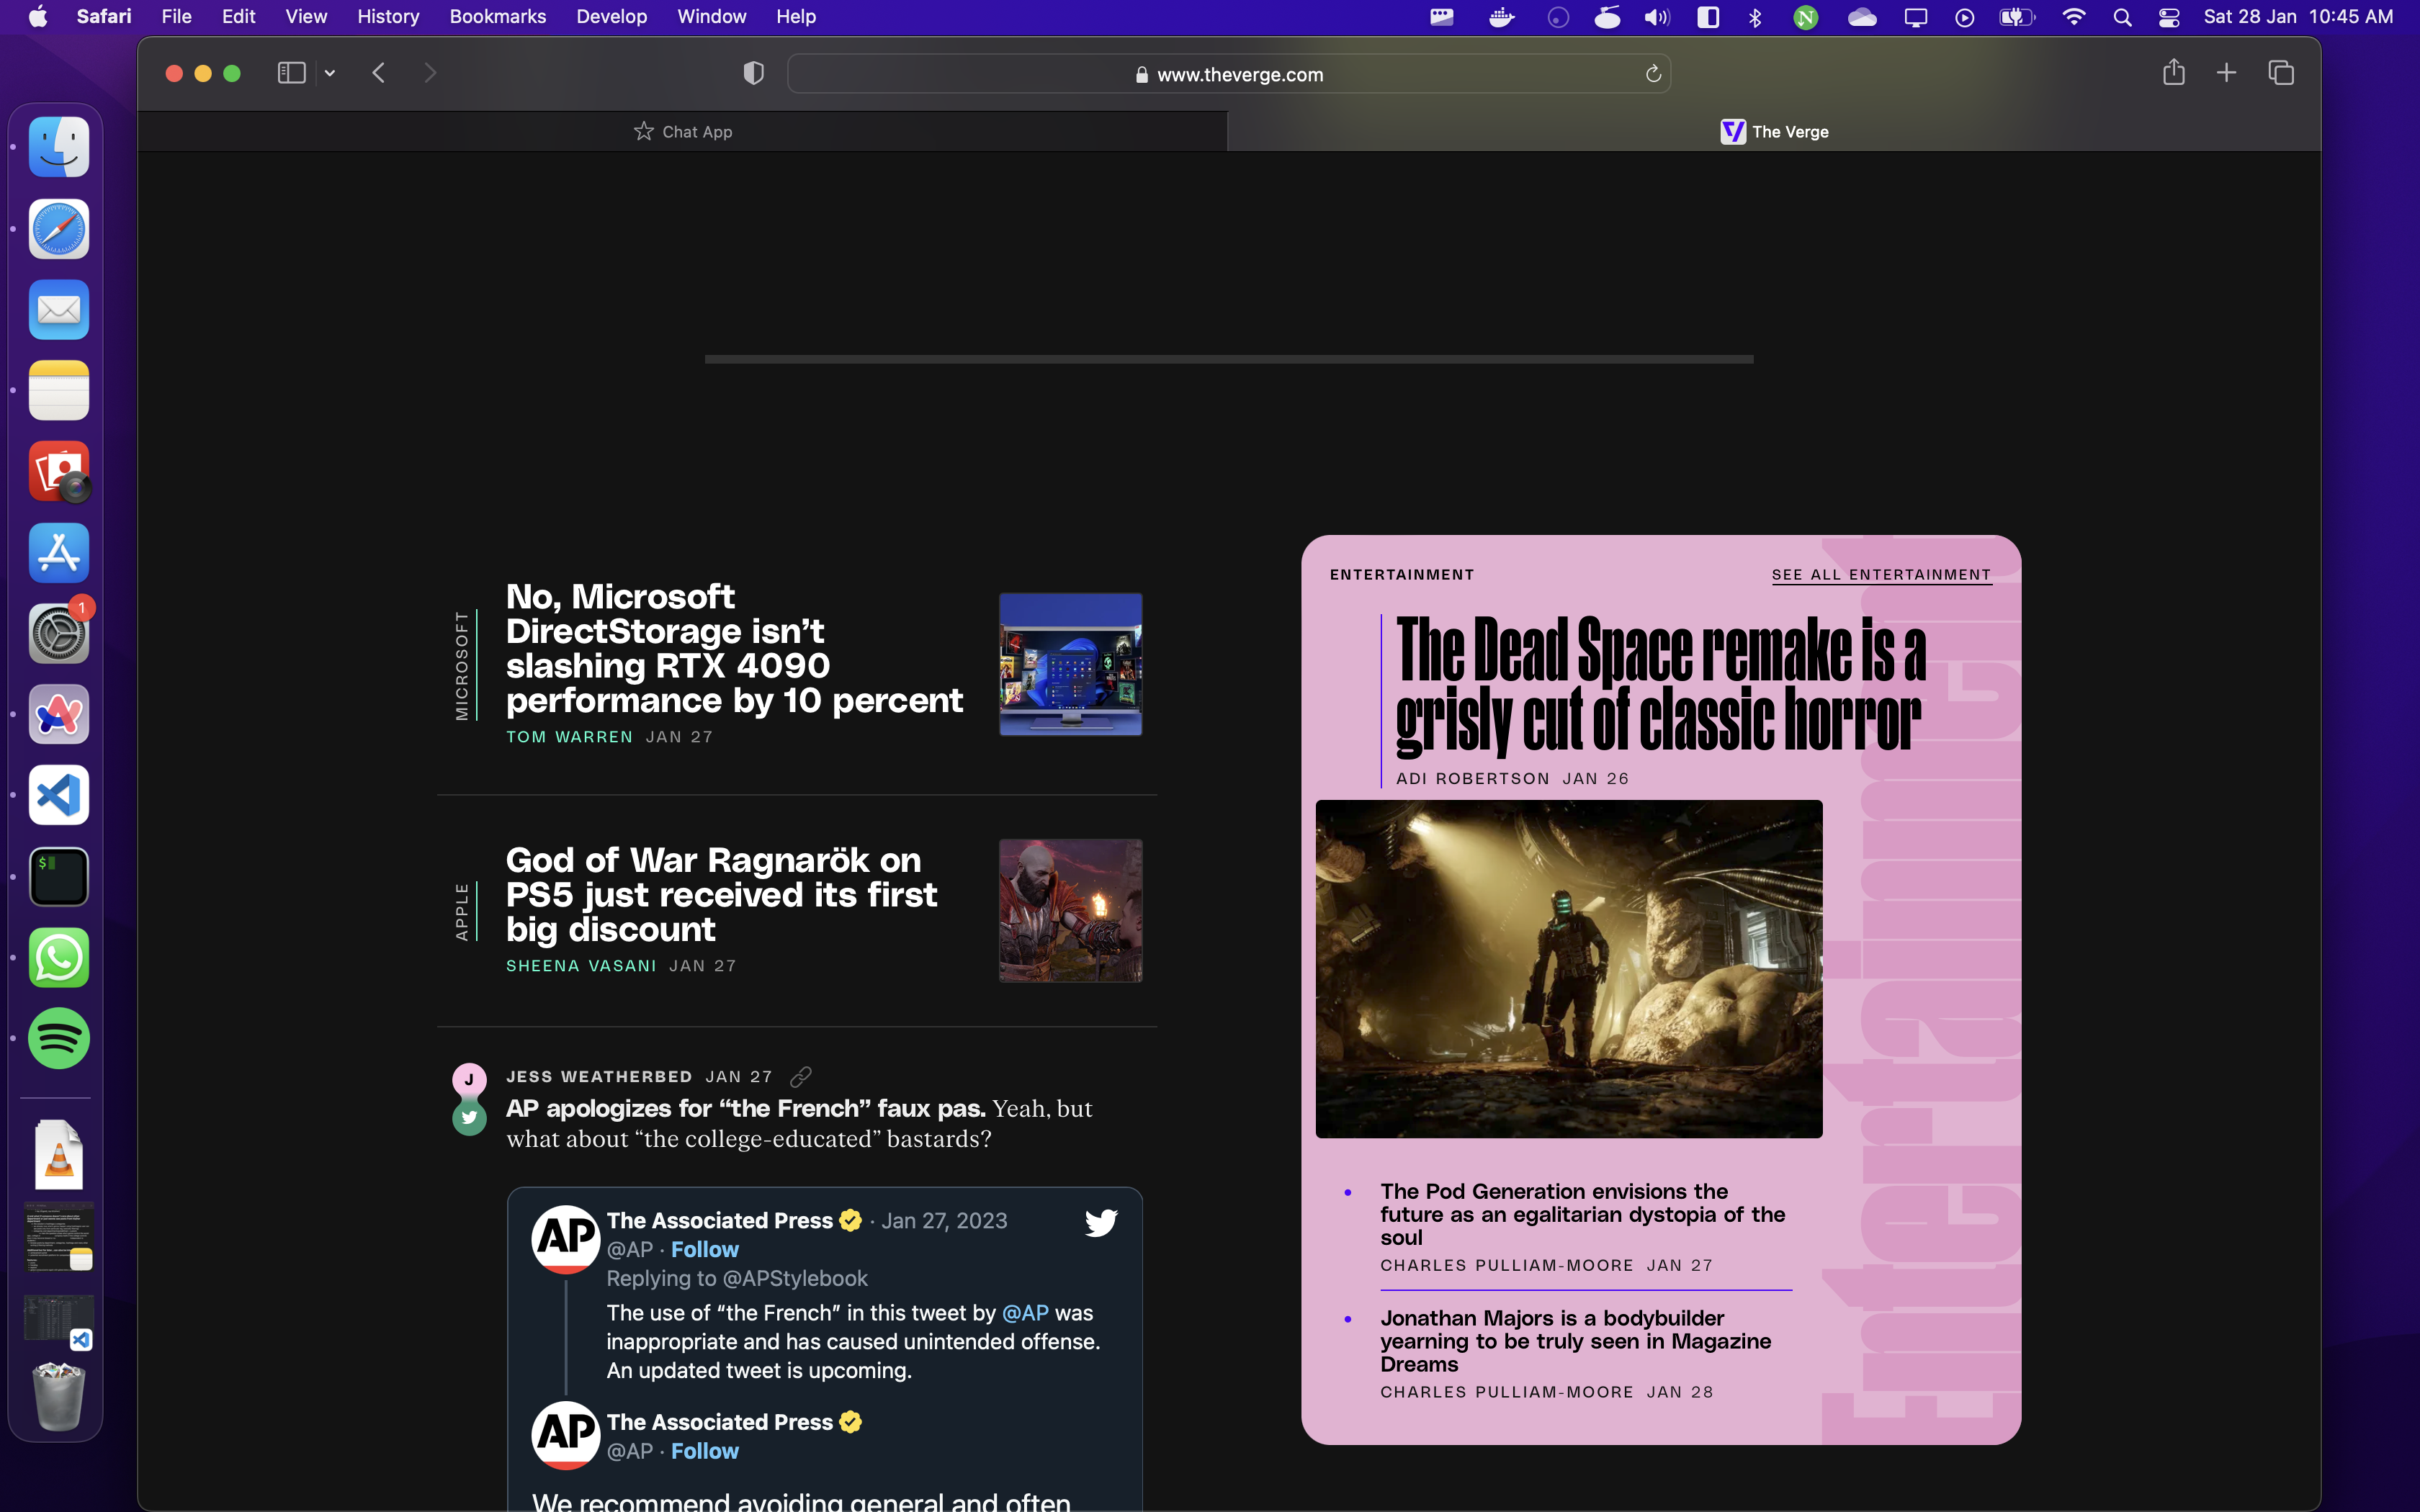 Safari File Edit View History Bookmarks Develop Window Help
Sat 28 Jan 10:45 AM
www.theverge.com
Chat App
The Verge
1
$
N
MICROSOFT
No, Microsoft
DirectStorage isn’t
slashing RTX 4090
performance by 10 percent
TOM WARREN JAN 27
APPLE
God of War Ragnarök on
PS5 just received its first
big discount
SHEENA VASANI JAN 27
J
JESS WEATHERBED JAN 27
AP apologizes for “the French” faux pas. Yeah, but
what about “the college-educated” bastards?
AP
The Associated Press · Jan 27, 2023
@AP · Follow
Replying to @APStylebook
The use of “the French” in this tweet by @AP was
inappropriate and has caused unintended offense.
An updated tweet is upcoming.
AP
The Associated Press
@AP · Follow
We recommend avoiding general and often
ENTERTAINMENT
SEE ALL ENTERTAINMENT
The Dead Space remake is a
grisly cut of classic horror
ADI ROBERTSON JAN 26
The Pod Generation envisions the
future as an egalitarian dystopia of the
soul
CHARLES PULLIAM-MOORE JAN 27
Jonathan Majors is a bodybuilder
yearning to be truly seen in Magazine
Dreams
CHARLES PULLIAM-MOORE JAN 28
Entertainment